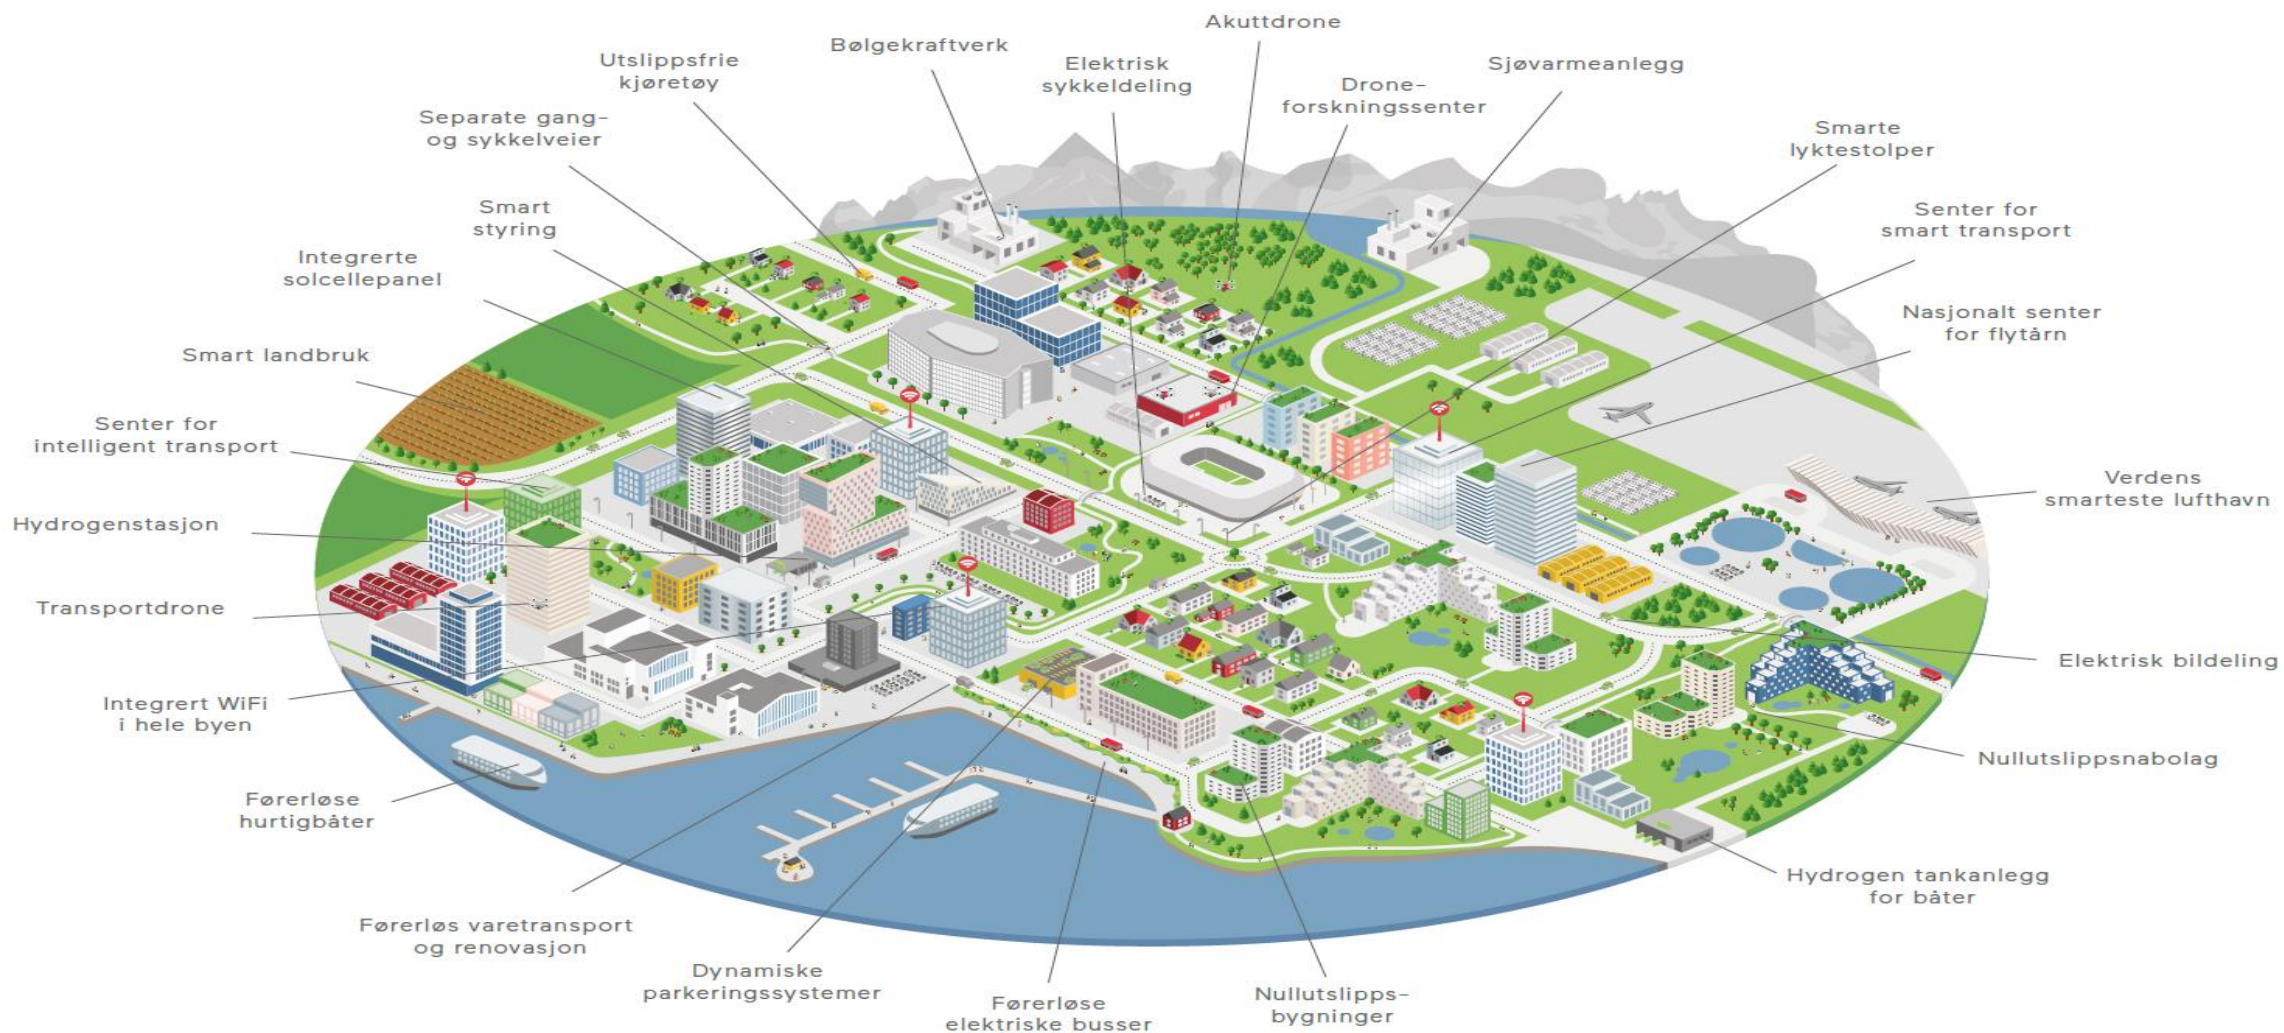 Akuttdrone
Bølgekraftverk
Utslippsfrie
kjøretøy
Elektrisk
sykkeldeling
Sjøvarmeanlegg
Drone-
forskningssenter
Separate gang-
og sykkelveier
Smarte
lyktestolper
Smart
styring
Senter for
smart transport
Integrerte
solcellepanel
Nasjonalt senter
for flytårn
Smart landbruk
Senter for
intelligent transport
Verdens
smarteste lufthavn
Hydrogenstasjon
Transportdrone
Elektrisk bildeling
Integrert WiFi
i hele byen
Nullutslippsnabolag
Førerløse
hurtigbåter
Hydrogen tankanlegg
for båter
Førerløs varetransport
og renovasjon
Dynamiske
parkeringssystemer
Førerløse
elektriske busser
Nullutslipps-
bygninger